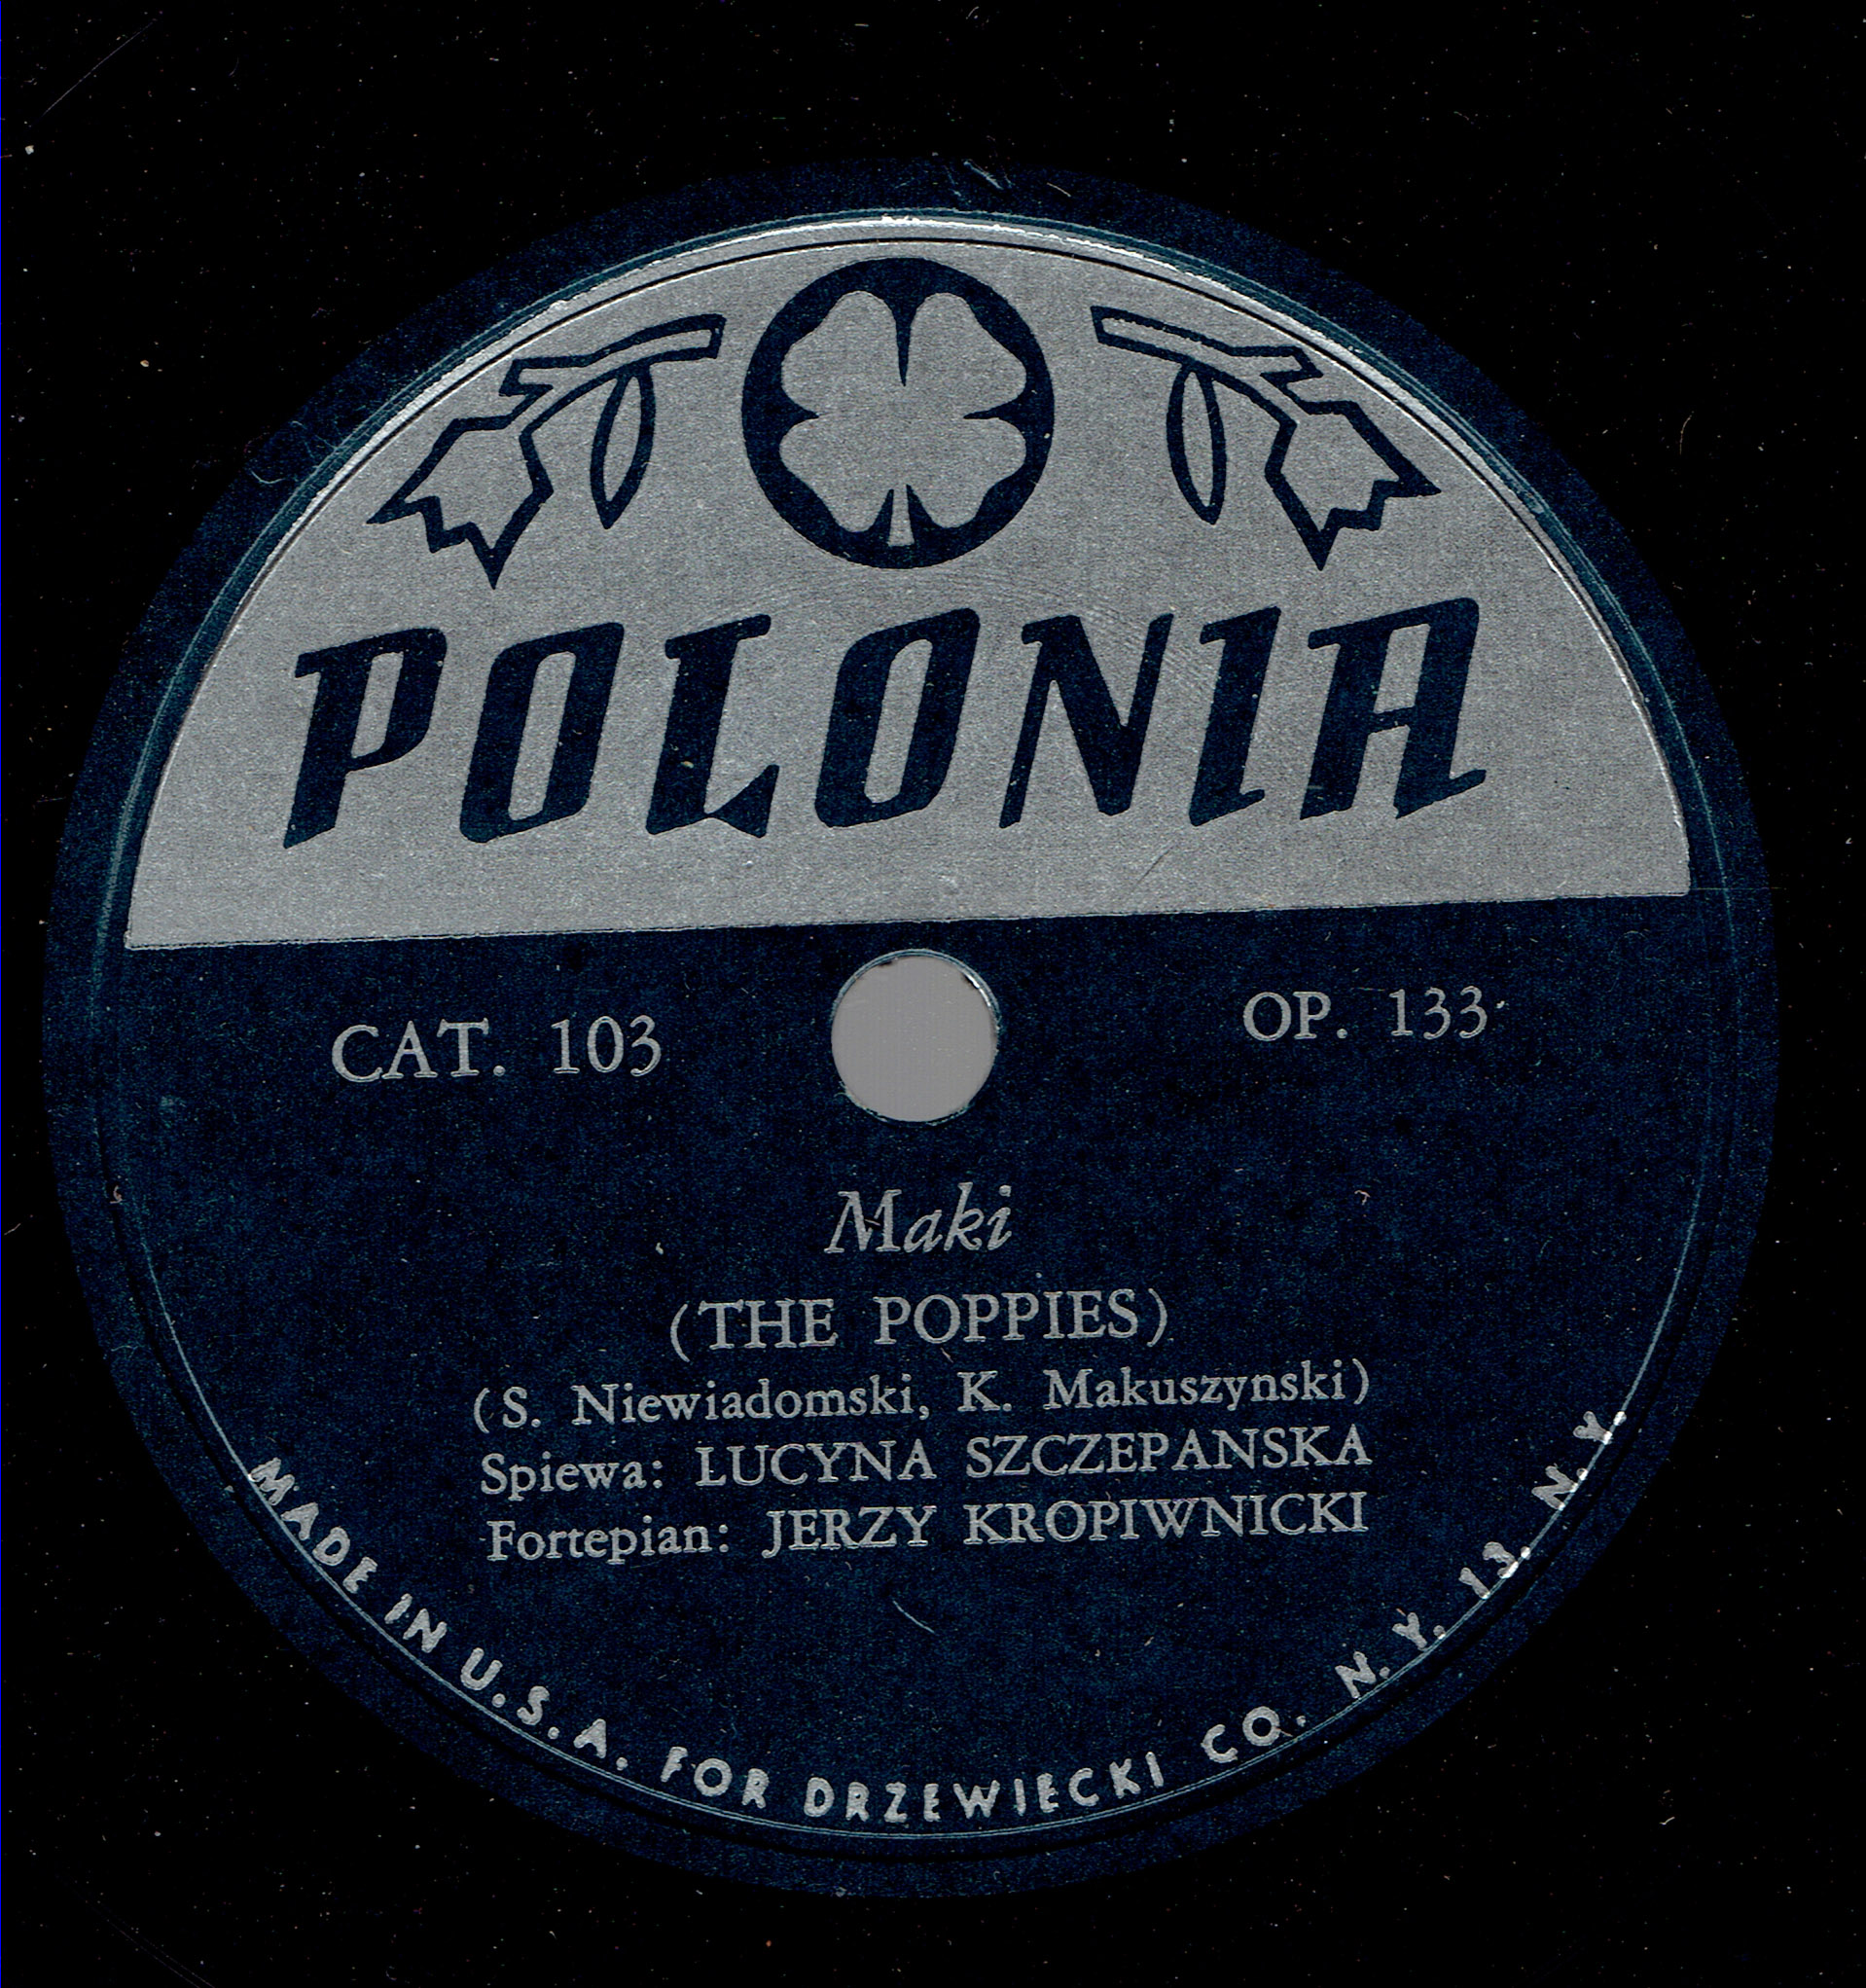 POLONIA
CAT. 103
OP. 133
Maki
(THE POPPIES)
(S. Niewiadomski, K. Makuszynski)
Spiewa: LUCYNA SZCZEPANSKA
Fortepian: JERZY KROPIWNICKI
MADE IN U.S.A. FOR DRZEWIECKI CO. N.Y. 13, N.Y.